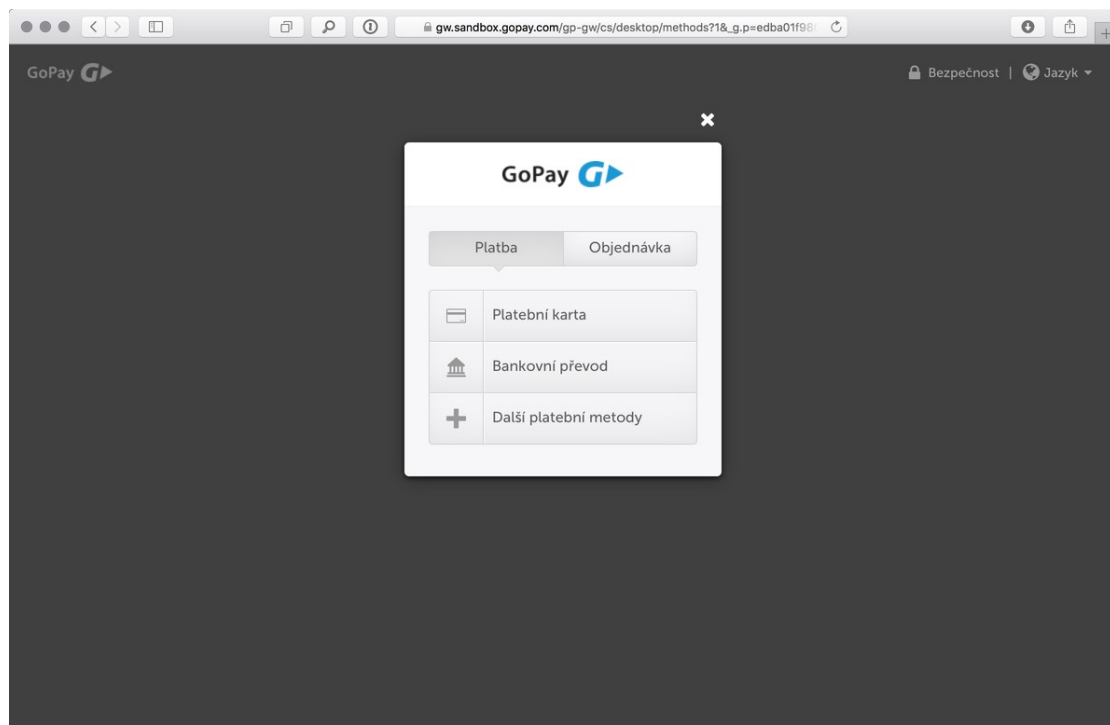 gw.sandbox.gopay.com/gp-gw/cs/desktop/methods?1&_g.p=edba01f98
GoPay
Bezpečnost | Jazyk
GoPay
Platba Objednávka
Platební karta
Bankovní převod
Další platební metody